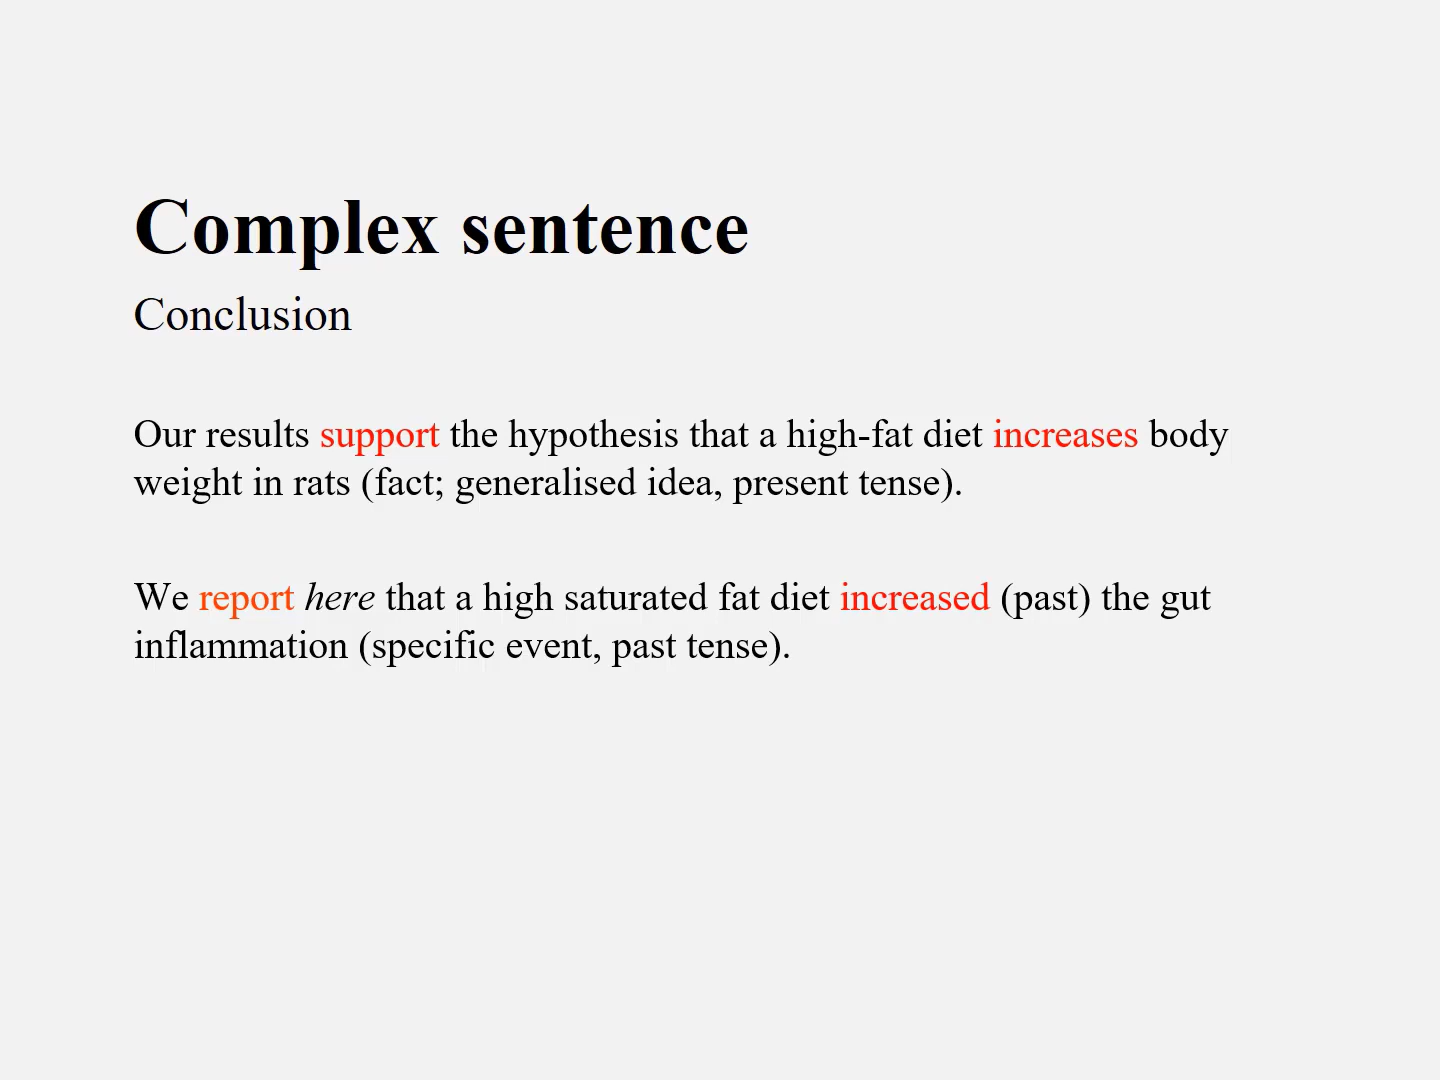 Complex sentence
Conclusion
Our results support the hypothesis that a high-fat diet increases body
weight in rats (fact; generalised idea, present tense).
We report here that a high saturated fat diet increased (past) the gut
inflammation (specific event, past tense).